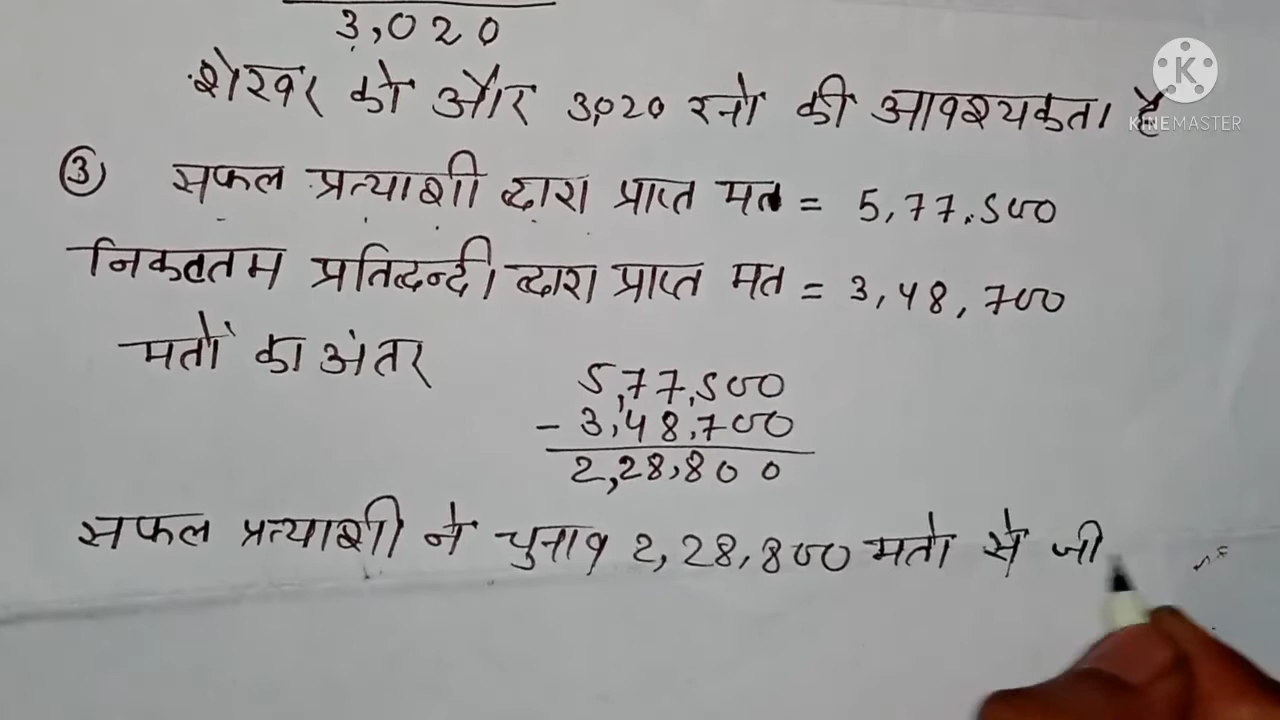 3,020
शेखर को और 3,020 रनो की आवश्यकता है
KINEMASTER
③ सफल प्रत्याशी द्वारा प्राप्त मत = 5,77,500
निकटतम प्रतिद्वन्दी द्वारा प्राप्त मत = 3,48,700
मतों का अंतर
5,77,500
- 3,48,700
2,28,800
सफल प्रत्याशी ने चुनाव 2,28,800 मतो से जी